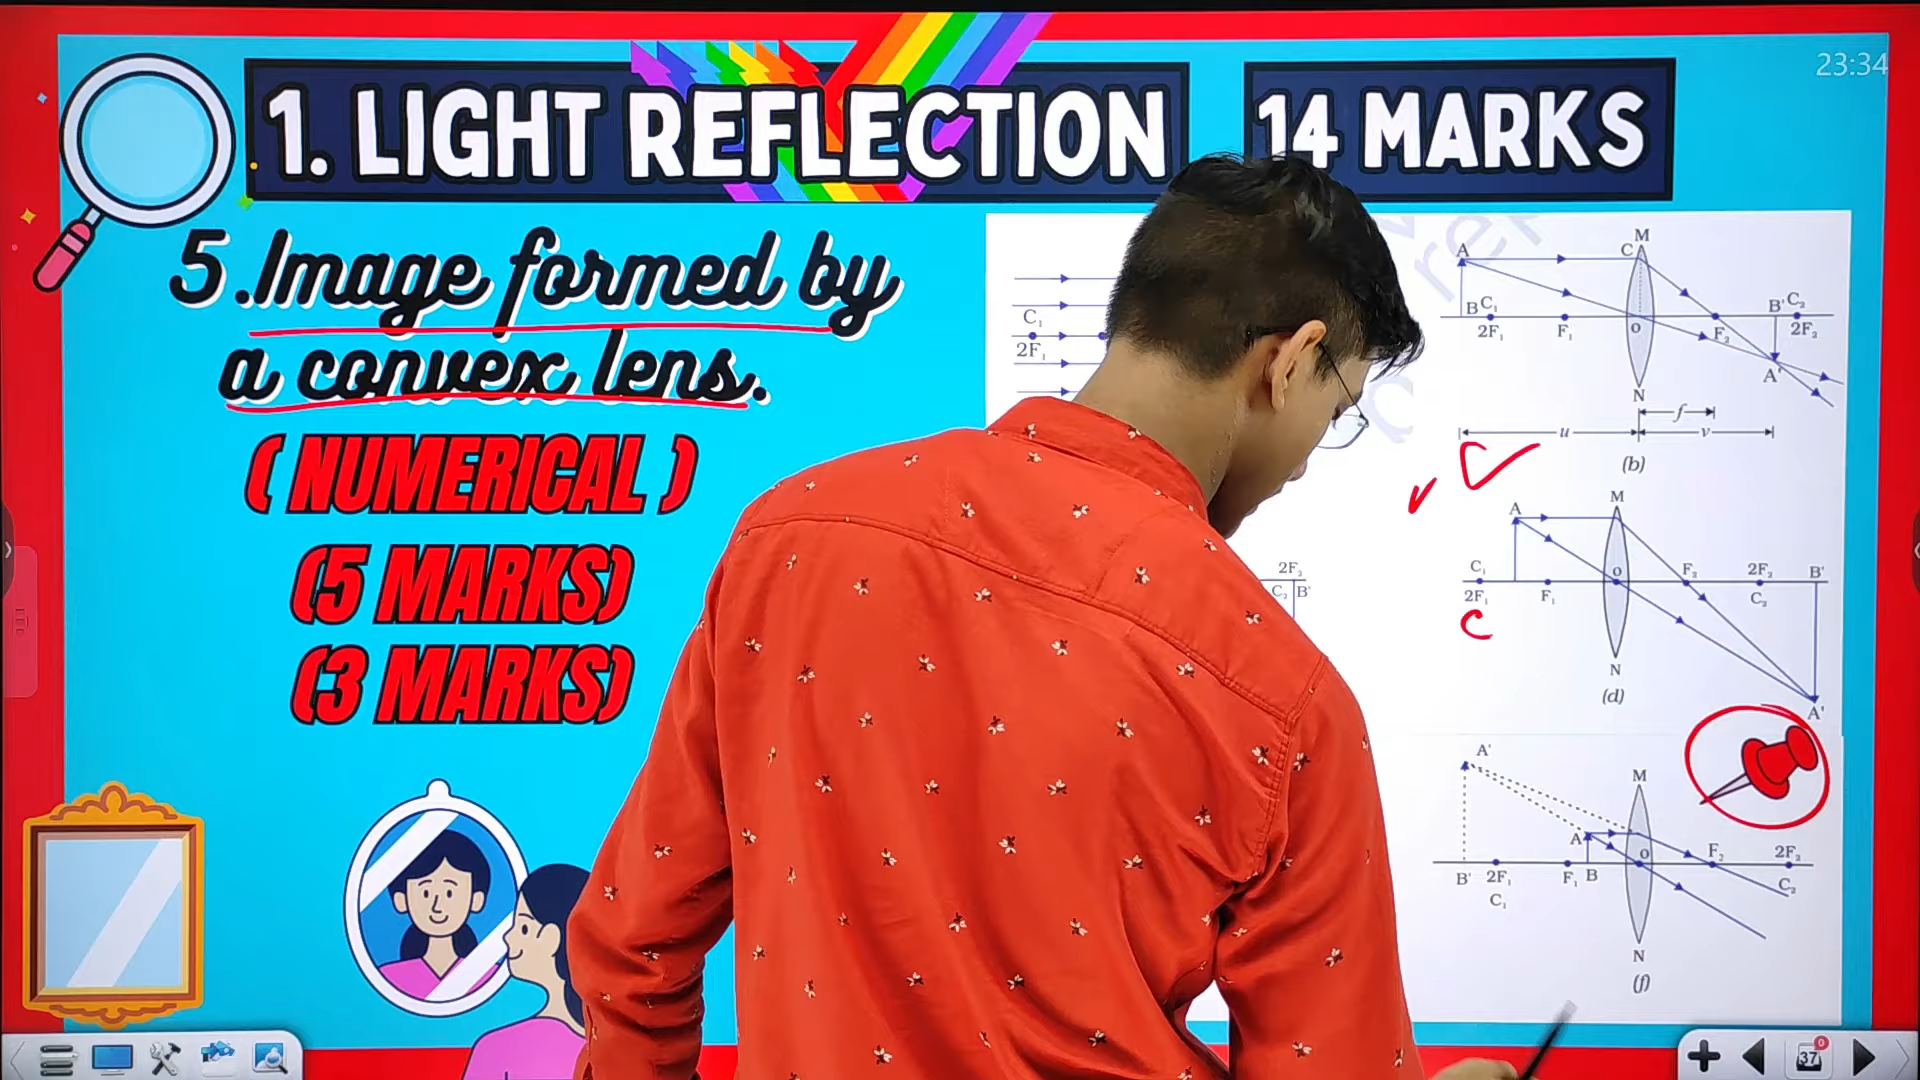 23:34
1. LIGHT REFLECTION
14 MARKS
5.Image formed by
a convex lens.
( NUMERICAL )
(5 MARKS)
(3 MARKS)
C₁
2F₁
A C M
B C₁ B' C₂
2F₁ F₁ O F₂ 2F₂
A'
N
f
u v
(b)
2F₂
C₂ B'
A M
C₁ O F₂ 2F₂ B'
2F₁ F₁ C₂
C
N
(d)
A'
A'
M
A
O F₂ 2F₂
B' 2F₁ F₁ B
C₁ C₂
N
(f)
37
0